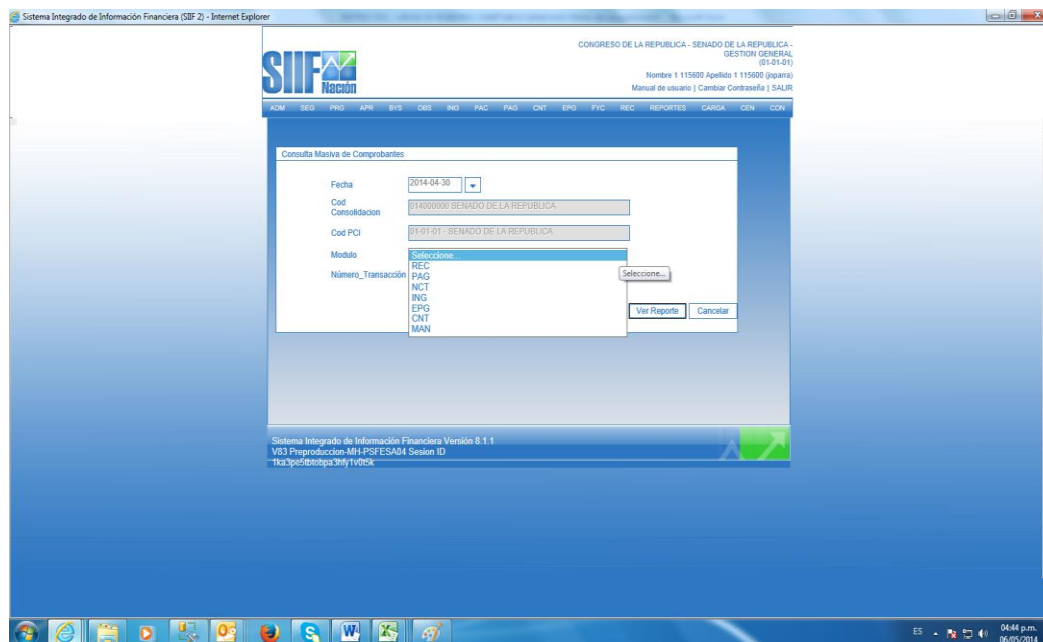 Sistema Integrado de Información Financiera (SIIF 2) - Internet Explorer
CONGRESO DE LA REPUBLICA - SENADO DE LA REPUBLICA -
GESTION GENERAL
(01-01-01)
Nombre 1 115600 Apellido 1 115600 (joparra)
Manual de usuario | Cambiar Contraseña | SALIR
SIIF
Nación
ADM SEG PRG APR BYS OBS ING PAC PAG CNT EPG FYC REC REPORTES CARGA CEN CON
Consulta Masiva de Comprobantes
Fecha 2014-04-30
Cod
Consolidacion 014000000 SENADO DE LA REPUBLICA
Cod PCI 01-01-01 - SENADO DE LA REPUBLICA
Modulo Seleccione...
REC
Número_Transacción PAG
Seleccione...
NCT
ING
EPG
CNT
MAN
Ver Reporte Cancelar
Sistema Integrado de Información Financiera Versión 8.1.1
V83 Preproduccion-MH-PSFESA04 Sesion ID
ES 04:44 p.m.
06/05/2014